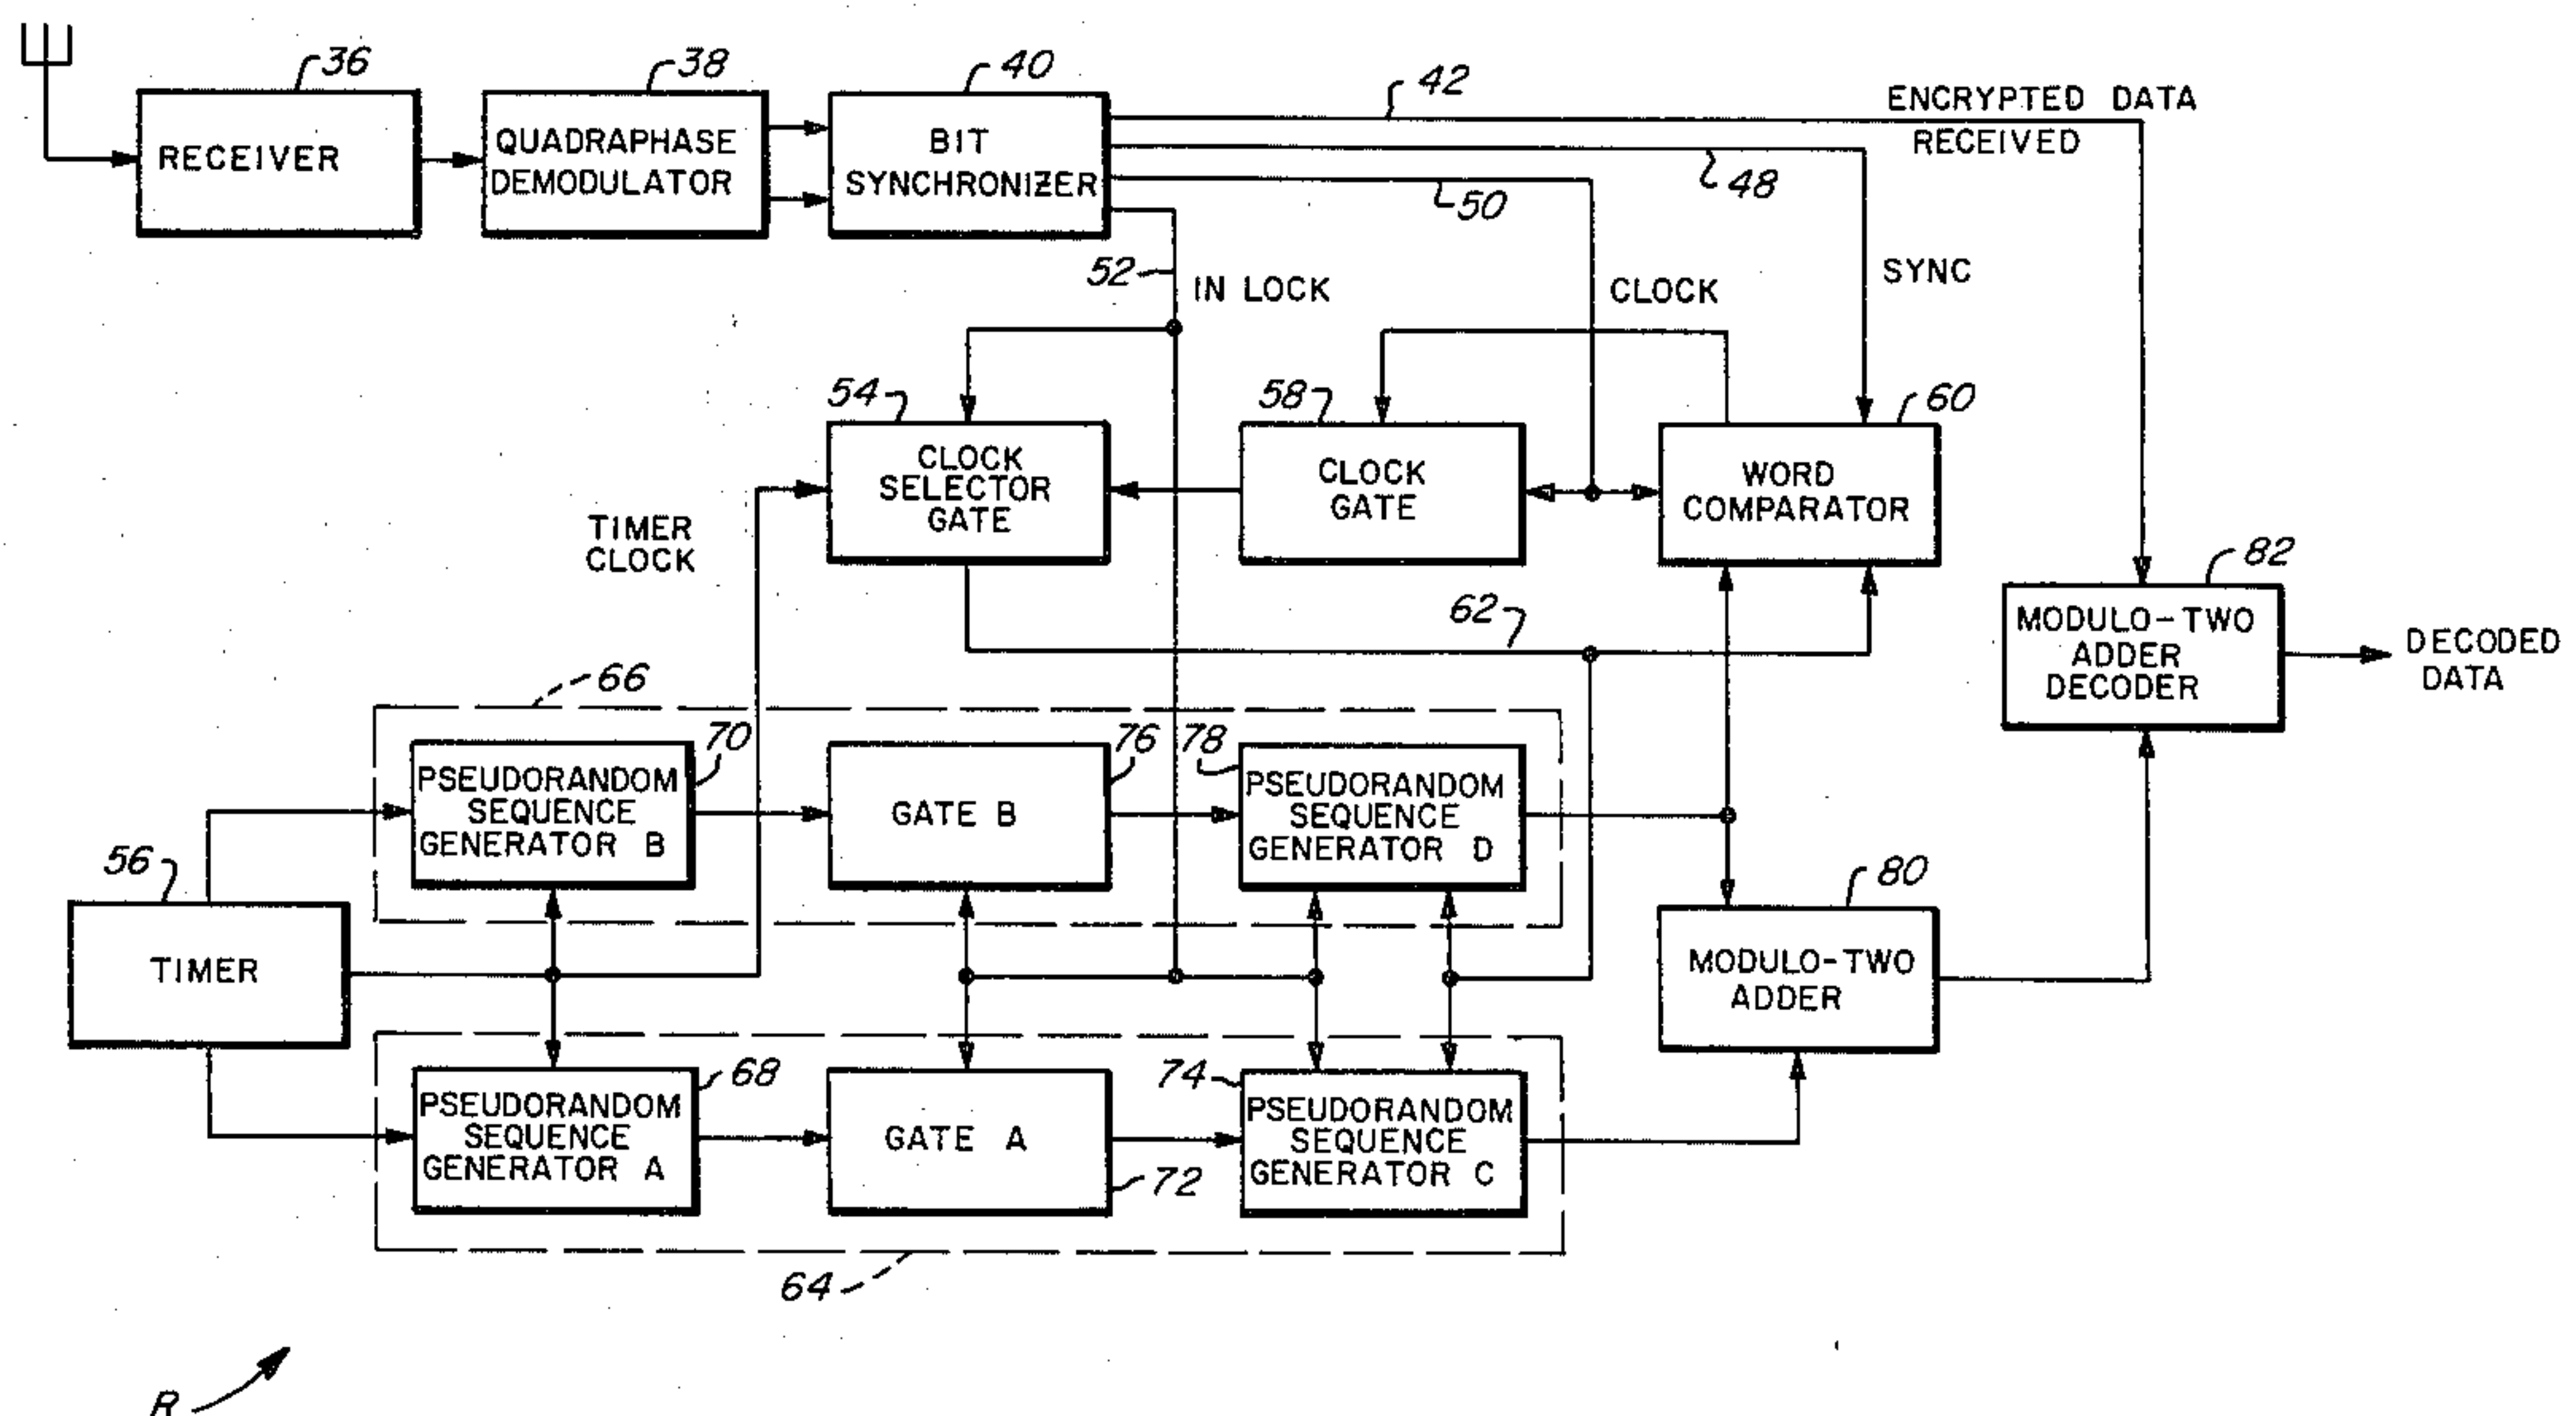 36
38
40
42
ENCRYPTED DATA
RECEIVED
RECEIVER
QUADRAPHASE
DEMODULATOR
BIT
SYNCHRONIZER
48
50
52
IN LOCK
CLOCK
SYNC
54
58
60
CLOCK
SELECTOR
GATE
CLOCK
GATE
WORD
COMPARATOR
TIMER
CLOCK
62
82
MODULO-TWO
ADDER
DECODER
DECODED
DATA
66
70
76
78
PSEUDORANDOM
SEQUENCE
GENERATOR B
GATE B
PSEUDORANDOM
SEQUENCE
GENERATOR D
56
80
TIMER
MODULO-TWO
ADDER
68
74
PSEUDORANDOM
SEQUENCE
GENERATOR A
GATE A
72
PSEUDORANDOM
SEQUENCE
GENERATOR C
64
R